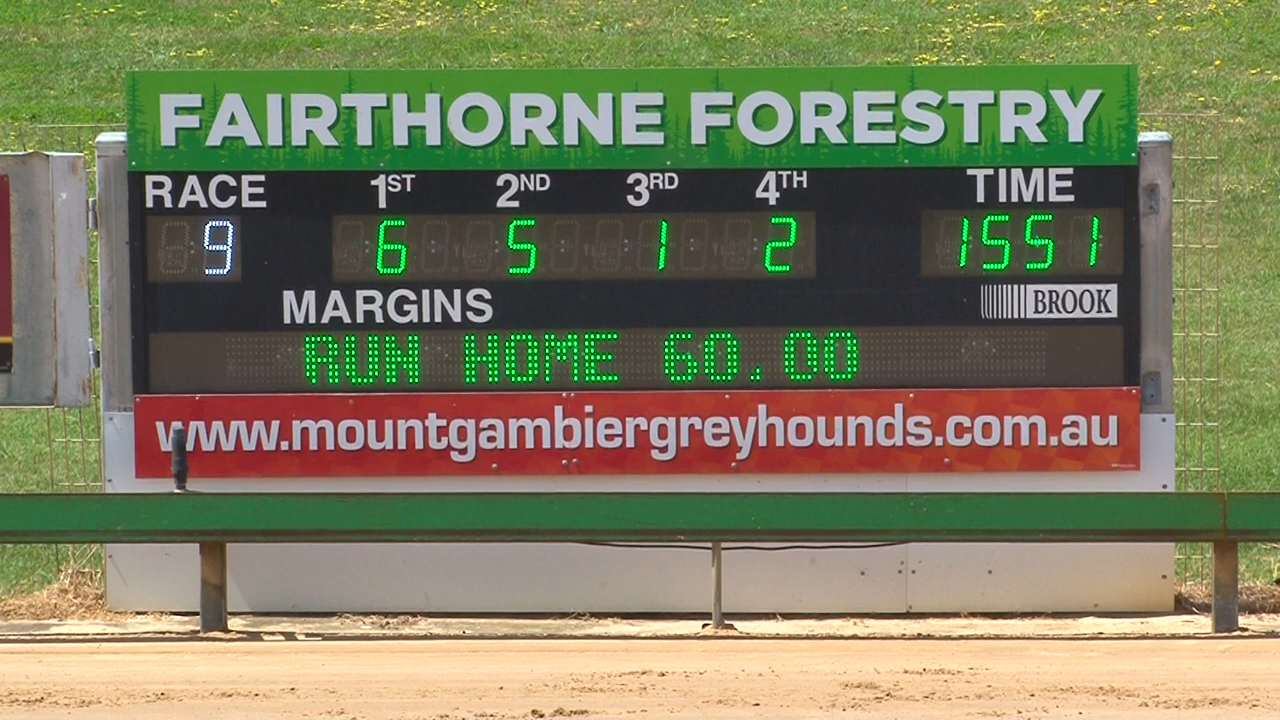 FAIRTHORNE FORESTRY
RACE 1ST 2ND 3RD 4TH TIME
9 6 5 1 2 1551
MARGINS BROOK
RUN HOME 60.00
www.mountgambiergreyhounds.com.au